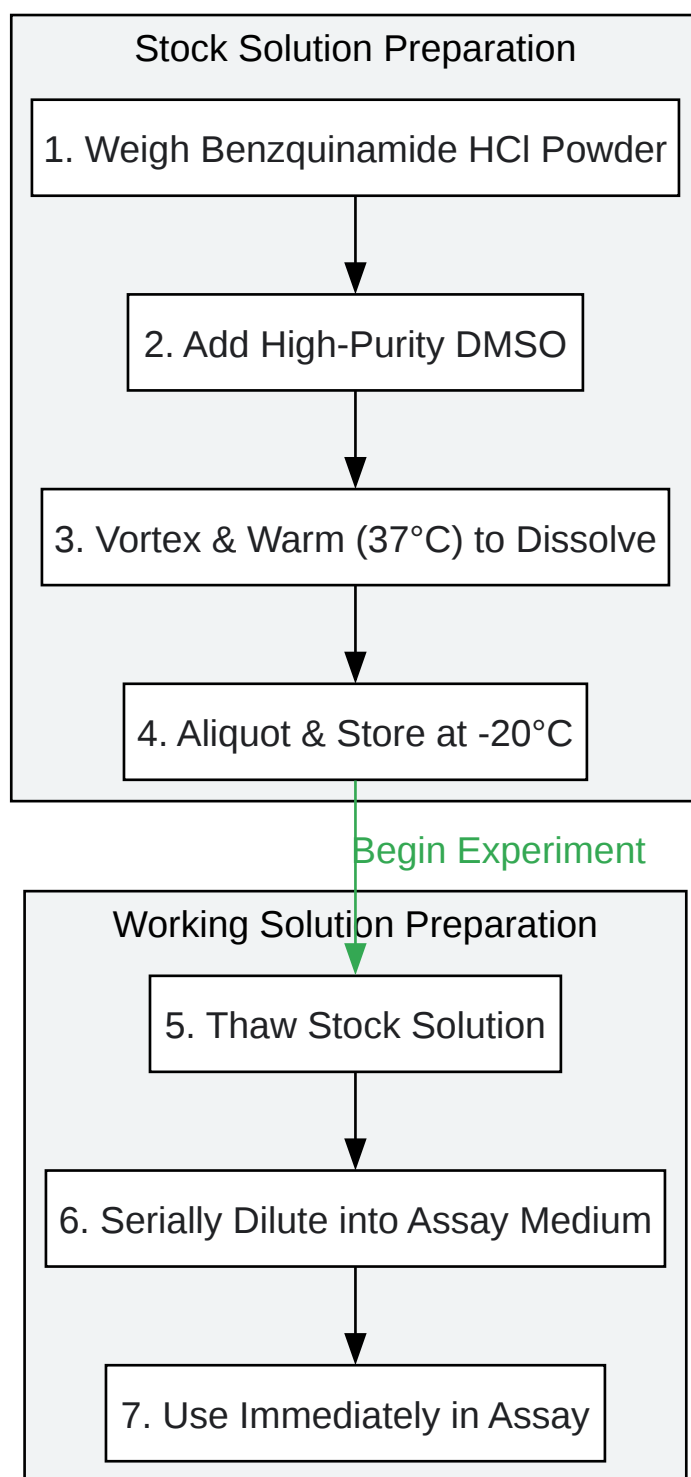 Stock Solution Preparation
1. Weigh Benzquinamide HCl Powder
2. Add High-Purity DMSO
3. Vortex & Warm (37°C) to Dissolve
4. Aliquot & Store at -20°C
Begin Experiment
Working Solution Preparation
5. Thaw Stock Solution
6. Serially Dilute into Assay Medium
7. Use Immediately in Assay